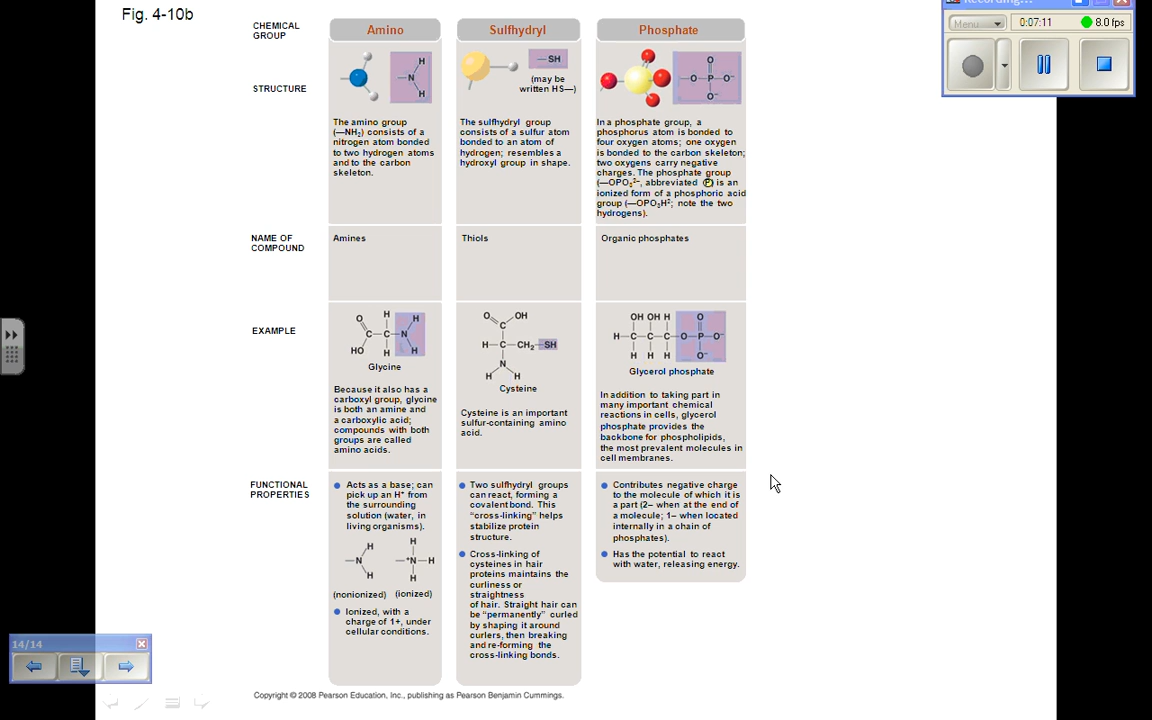 Fig. 4-10b
Recording...
Menu
0:07:11
8.0 fps
CHEMICAL
GROUP
Amino
Sulfhydryl
Phosphate
STRUCTURE
H
—N
H
—SH
(may be
written HS—)
O
—O—P—O⁻
O⁻
The amino group
(—NH₂) consists of a
nitrogen atom bonded
to two hydrogen atoms
and to the carbon
skeleton.
The sulfhydryl group
consists of a sulfur atom
bonded to an atom of
hydrogen; resembles a
hydroxyl group in shape.
In a phosphate group, a
phosphorus atom is bonded to
four oxygen atoms; one oxygen
is bonded to the carbon skeleton;
two oxygens carry negative
charges. The phosphate group
(—OPO₃²⁻, abbreviated Ⓟ) is an
ionized form of a phosphoric acid
group (—OPO₃H²; note the two
hydrogens).
NAME OF
COMPOUND
Amines
Thiols
Organic phosphates
EXAMPLE
O H H
C—C—N
HO H H
Glycine
O OH
C
H—C—CH₂—SH
N
H H
Cysteine
OH OH H O
H—C—C—C—O—P—O⁻
H H H O⁻
Glycerol phosphate
Because it also has a
carboxyl group, glycine
is both an amine and
a carboxylic acid;
compounds with both
groups are called
amino acids.
Cysteine is an important
sulfur-containing amino
acid.
In addition to taking part in
many important chemical
reactions in cells, glycerol
phosphate provides the
backbone for phospholipids,
the most prevalent molecules in
cell membranes.
FUNCTIONAL
PROPERTIES
Acts as a base; can
pick up an H⁺ from
the surrounding
solution (water, in
living organisms).
H
—N
H
H
—⁺N—H
H
(nonionized)
(ionized)
Ionized, with a
charge of 1+, under
cellular conditions.
Two sulfhydryl groups
can react, forming a
covalent bond. This
“cross-linking” helps
stabilize protein
structure.
Cross-linking of
cysteines in hair
proteins maintains the
curliness or
straightness
of hair. Straight hair can
be “permanently” curled
by shaping it around
curlers, then breaking
and re-forming the
cross-linking bonds.
Contributes negative charge
to the molecule of which it is
a part (2– when at the end of
a molecule; 1– when located
internally in a chain of
phosphates).
Has the potential to react
with water, releasing energy.
14/14
Copyright © 2008 Pearson Education, Inc., publishing as Pearson Benjamin Cummings.